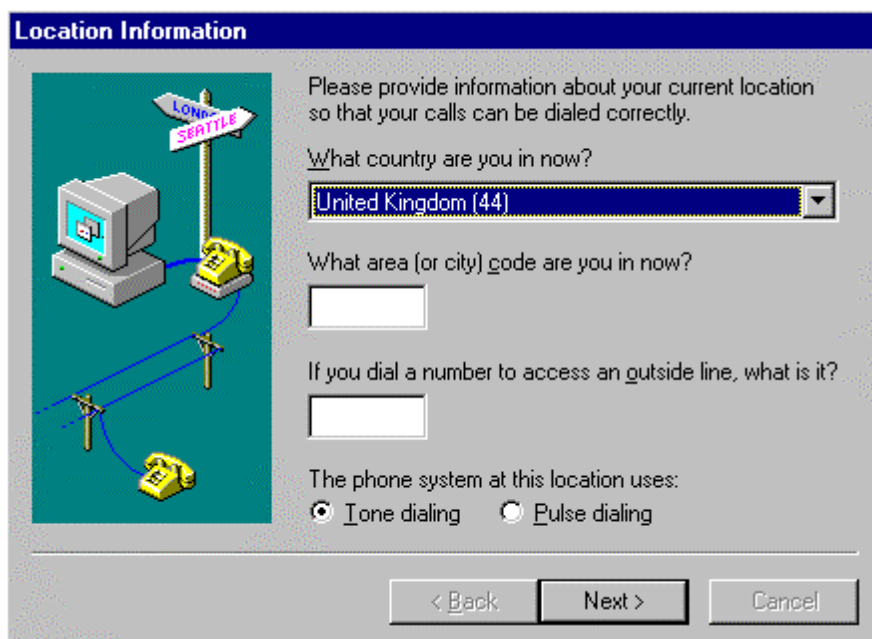 Location Information
LOND
SEATTLE
Please provide information about your current location
so that your calls can be dialed correctly.
What country are you in now?
United Kingdom (44)
What area (or city) code are you in now?
If you dial a number to access an outside line, what is it?
The phone system at this location uses:
Tone dialing Pulse dialing
< Back Next > Cancel